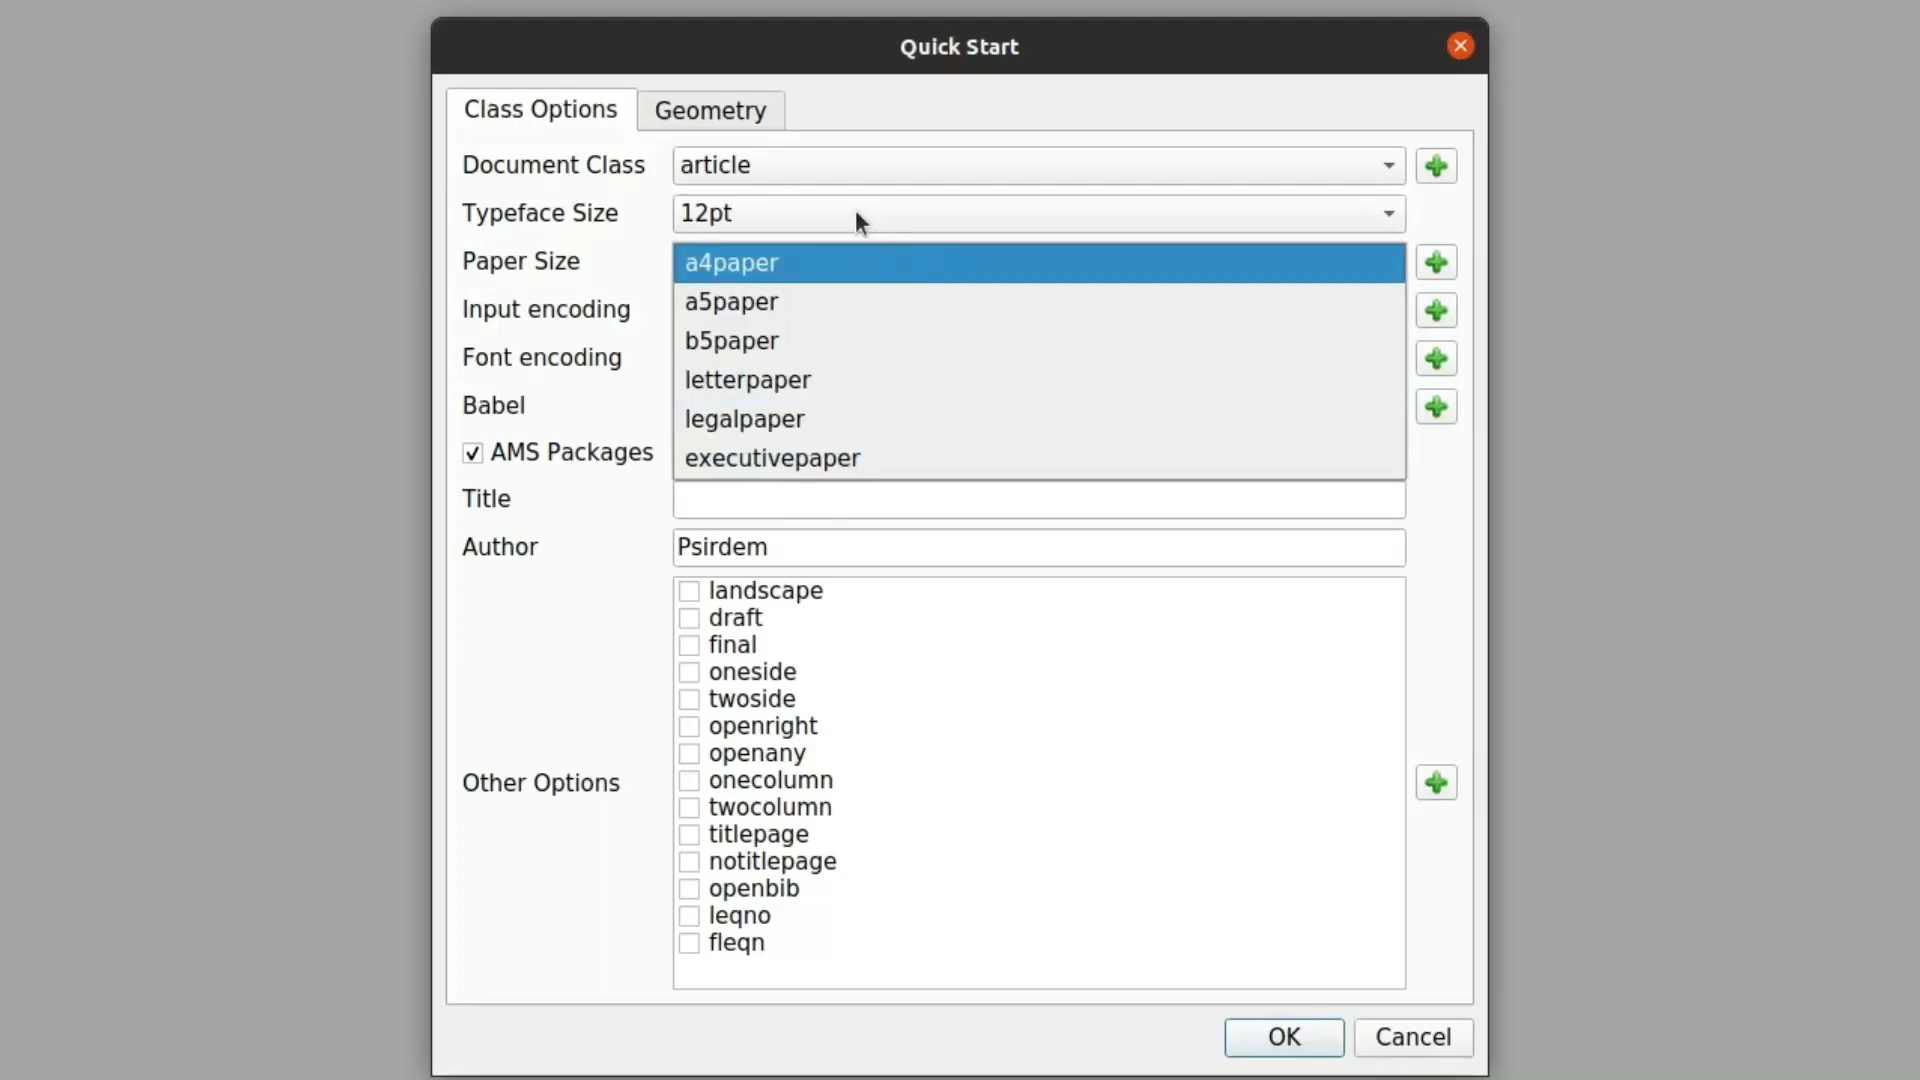 Quick Start
Class Options
Geometry
Document Class
article
Typeface Size
12pt
Paper Size
a4paper
a5paper
b5paper
letterpaper
legalpaper
executivepaper
Input encoding
Font encoding
Babel
AMS Packages
Title
Author
Psirdem
landscape
draft
final
oneside
twoside
openright
openany
onecolumn
twocolumn
titlepage
notitlepage
openbib
leqno
fleqn
Other Options
OK
Cancel